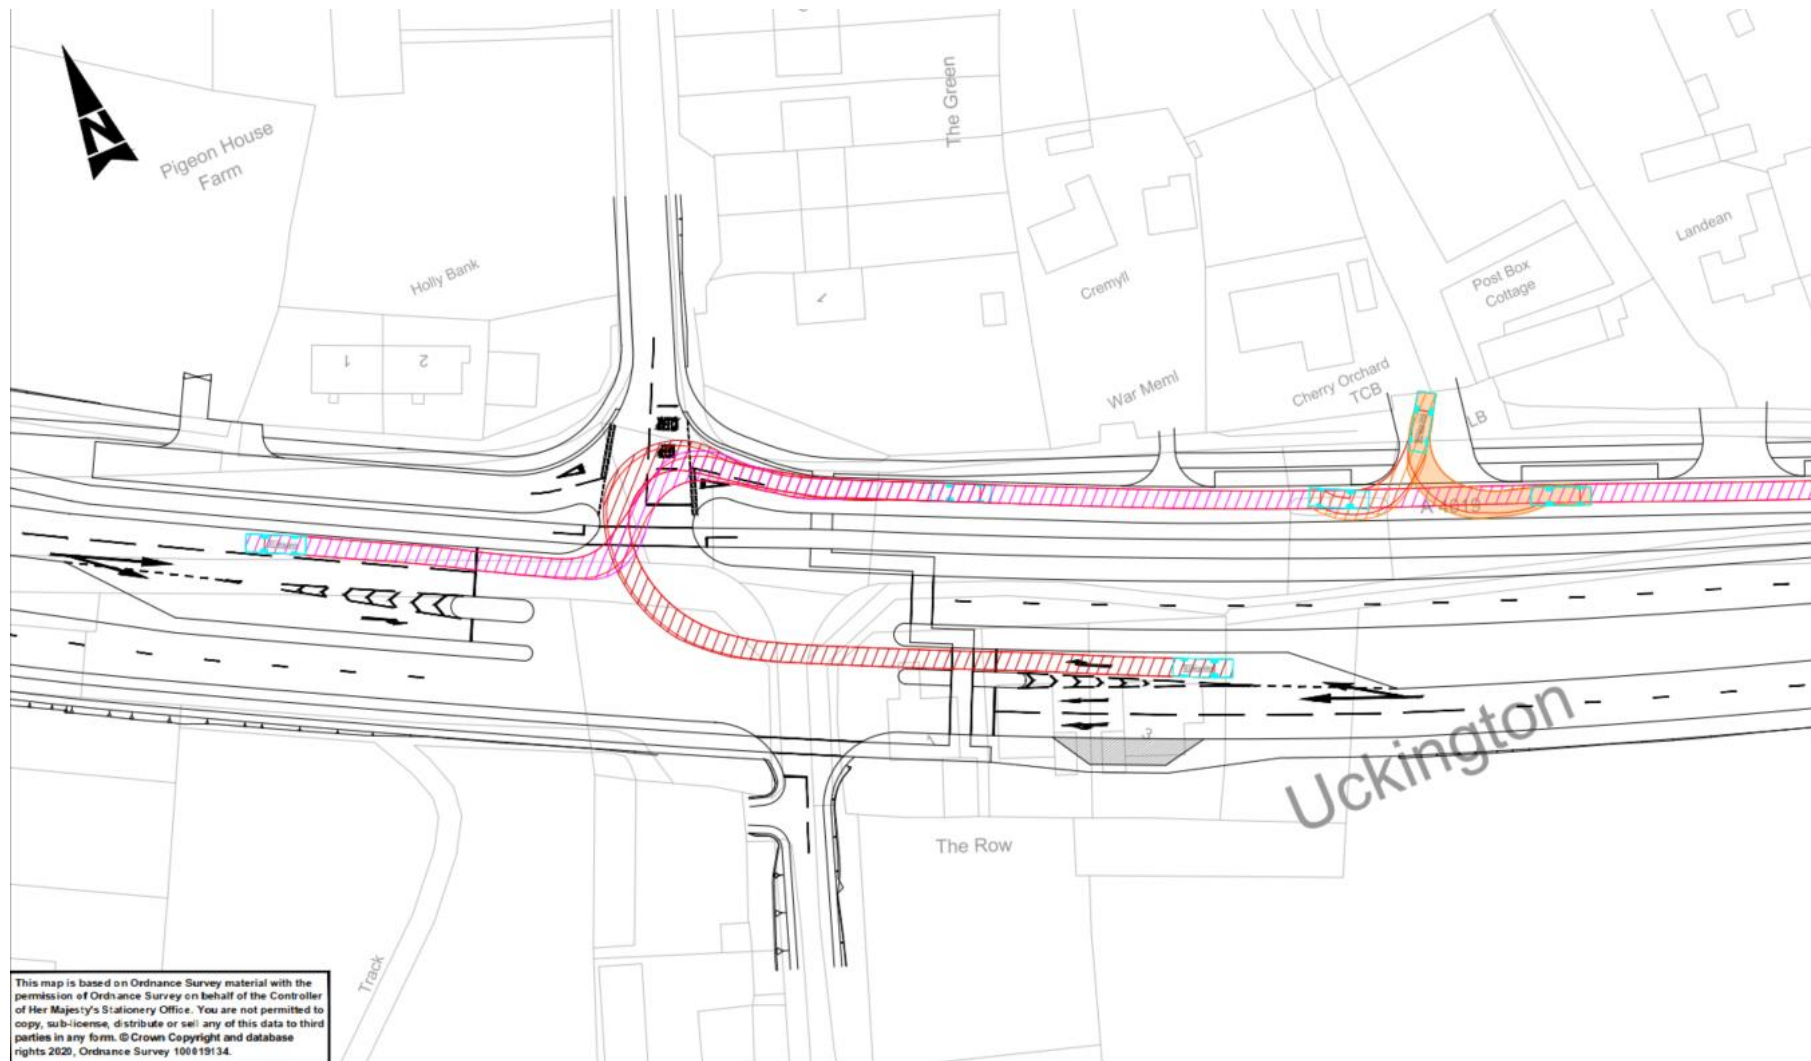 N
Pigeon House
Farm
Holly Bank
1
2
The Green
1
Cremyll
War Meml
Cherry Orchard
TCB
LB
Post Box
Cottage
Landean
A 4019
Uckington
1
3
The Row
Track
This map is based on Ordnance Survey material with the
permission of Ordnance Survey on behalf of the Controller
of Her Majesty's Stationery Office. You are not permitted to
copy, sub-license, distribute or sell any of this data to third
parties in any form. © Crown Copyright and database
rights 2020, Ordnance Survey 100019134.